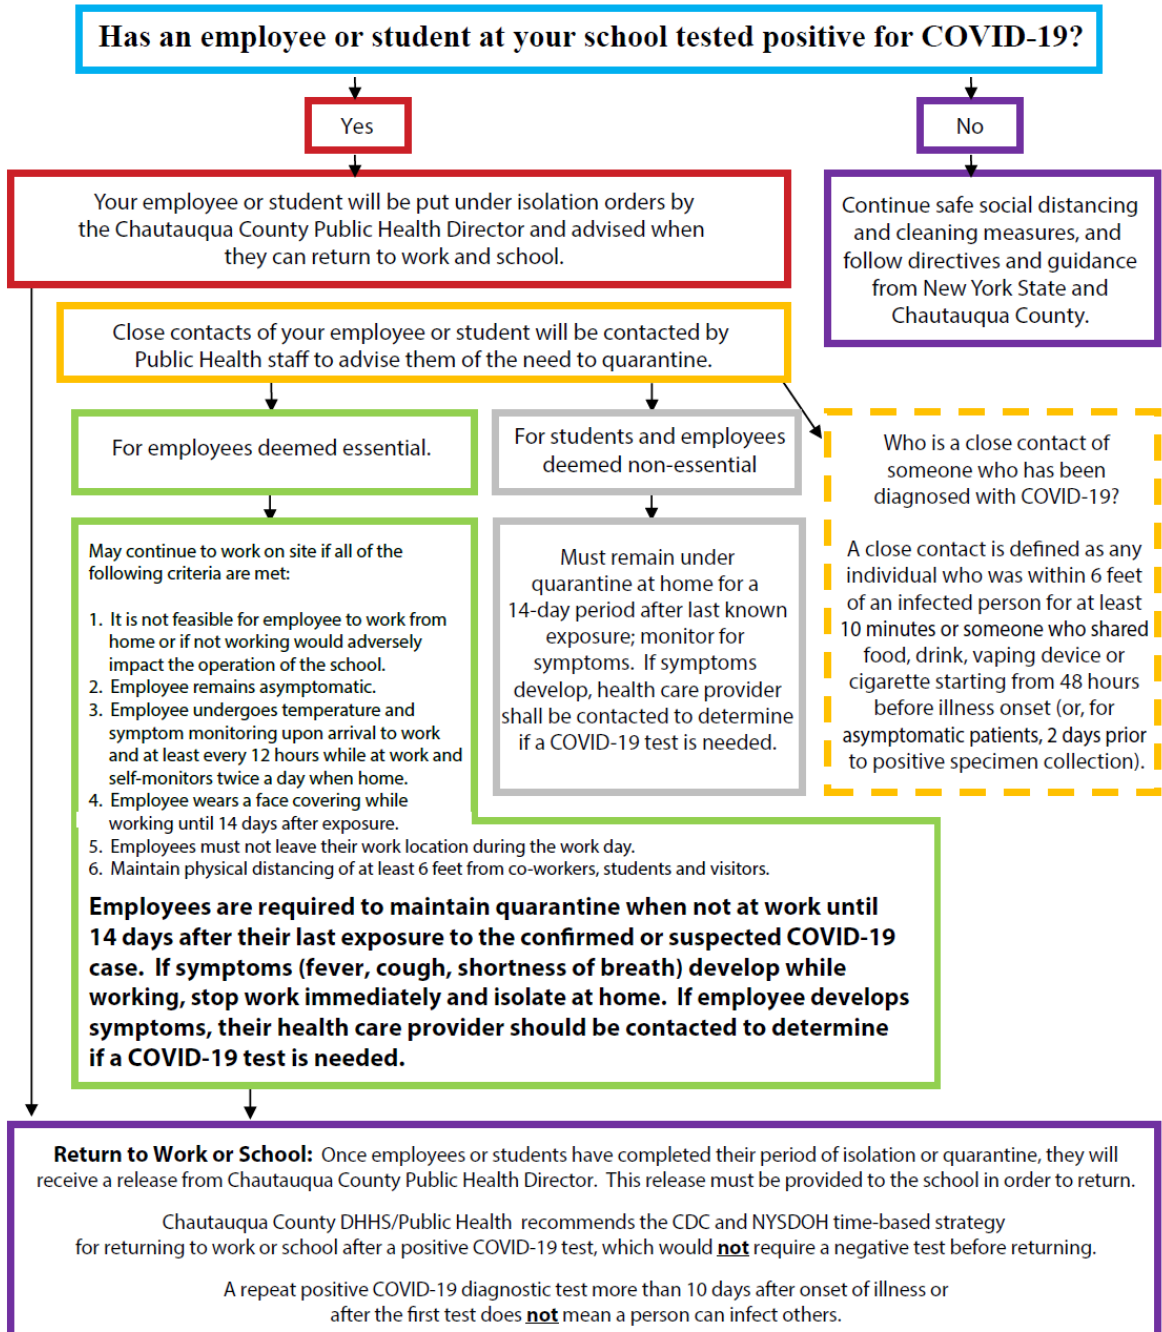 Has an employee or student at your school tested positive for COVID-19?
Yes
No
Your employee or student will be put under isolation orders by
the Chautauqua County Public Health Director and advised when
they can return to work and school.
Continue safe social distancing
and cleaning measures, and
follow directives and guidance
from New York State and
Chautauqua County.
Close contacts of your employee or student will be contacted by
Public Health staff to advise them of the need to quarantine.
For employees deemed essential.
For students and employees
deemed non-essential
Who is a close contact of
someone who has been
diagnosed with COVID-19?
A close contact is defined as any
individual who was within 6 feet
of an infected person for at least
10 minutes or someone who shared
food, drink, vaping device or
cigarette starting from 48 hours
before illness onset (or, for
asymptomatic patients, 2 days prior
to positive specimen collection).
May continue to work on site if all of the
following criteria are met:
1. It is not feasible for employee to work from
home or if not working would adversely
impact the operation of the school.
2. Employee remains asymptomatic.
3. Employee undergoes temperature and
symptom monitoring upon arrival to work
and at least every 12 hours while at work and
self-monitors twice a day when home.
4. Employee wears a face covering while
working until 14 days after exposure.
5. Employees must not leave their work location during the work day.
6. Maintain physical distancing of at least 6 feet from co-workers, students and visitors.
Employees are required to maintain quarantine when not at work until
14 days after their last exposure to the confirmed or suspected COVID-19
case. If symptoms (fever, cough, shortness of breath) develop while
working, stop work immediately and isolate at home. If employee develops
symptoms, their health care provider should be contacted to determine
if a COVID-19 test is needed.
Must remain under
quarantine at home for a
14-day period after last known
exposure; monitor for
symptoms. If symptoms
develop, health care provider
shall be contacted to determine
if a COVID-19 test is needed.
Return to Work or School: Once employees or students have completed their period of isolation or quarantine, they will
receive a release from Chautauqua County Public Health Director. This release must be provided to the school in order to return.
Chautauqua County DHHS/Public Health recommends the CDC and NYSDOH time-based strategy
for returning to work or school after a positive COVID-19 test, which would not require a negative test before returning.
A repeat positive COVID-19 diagnostic test more than 10 days after onset of illness or
after the first test does not mean a person can infect others.